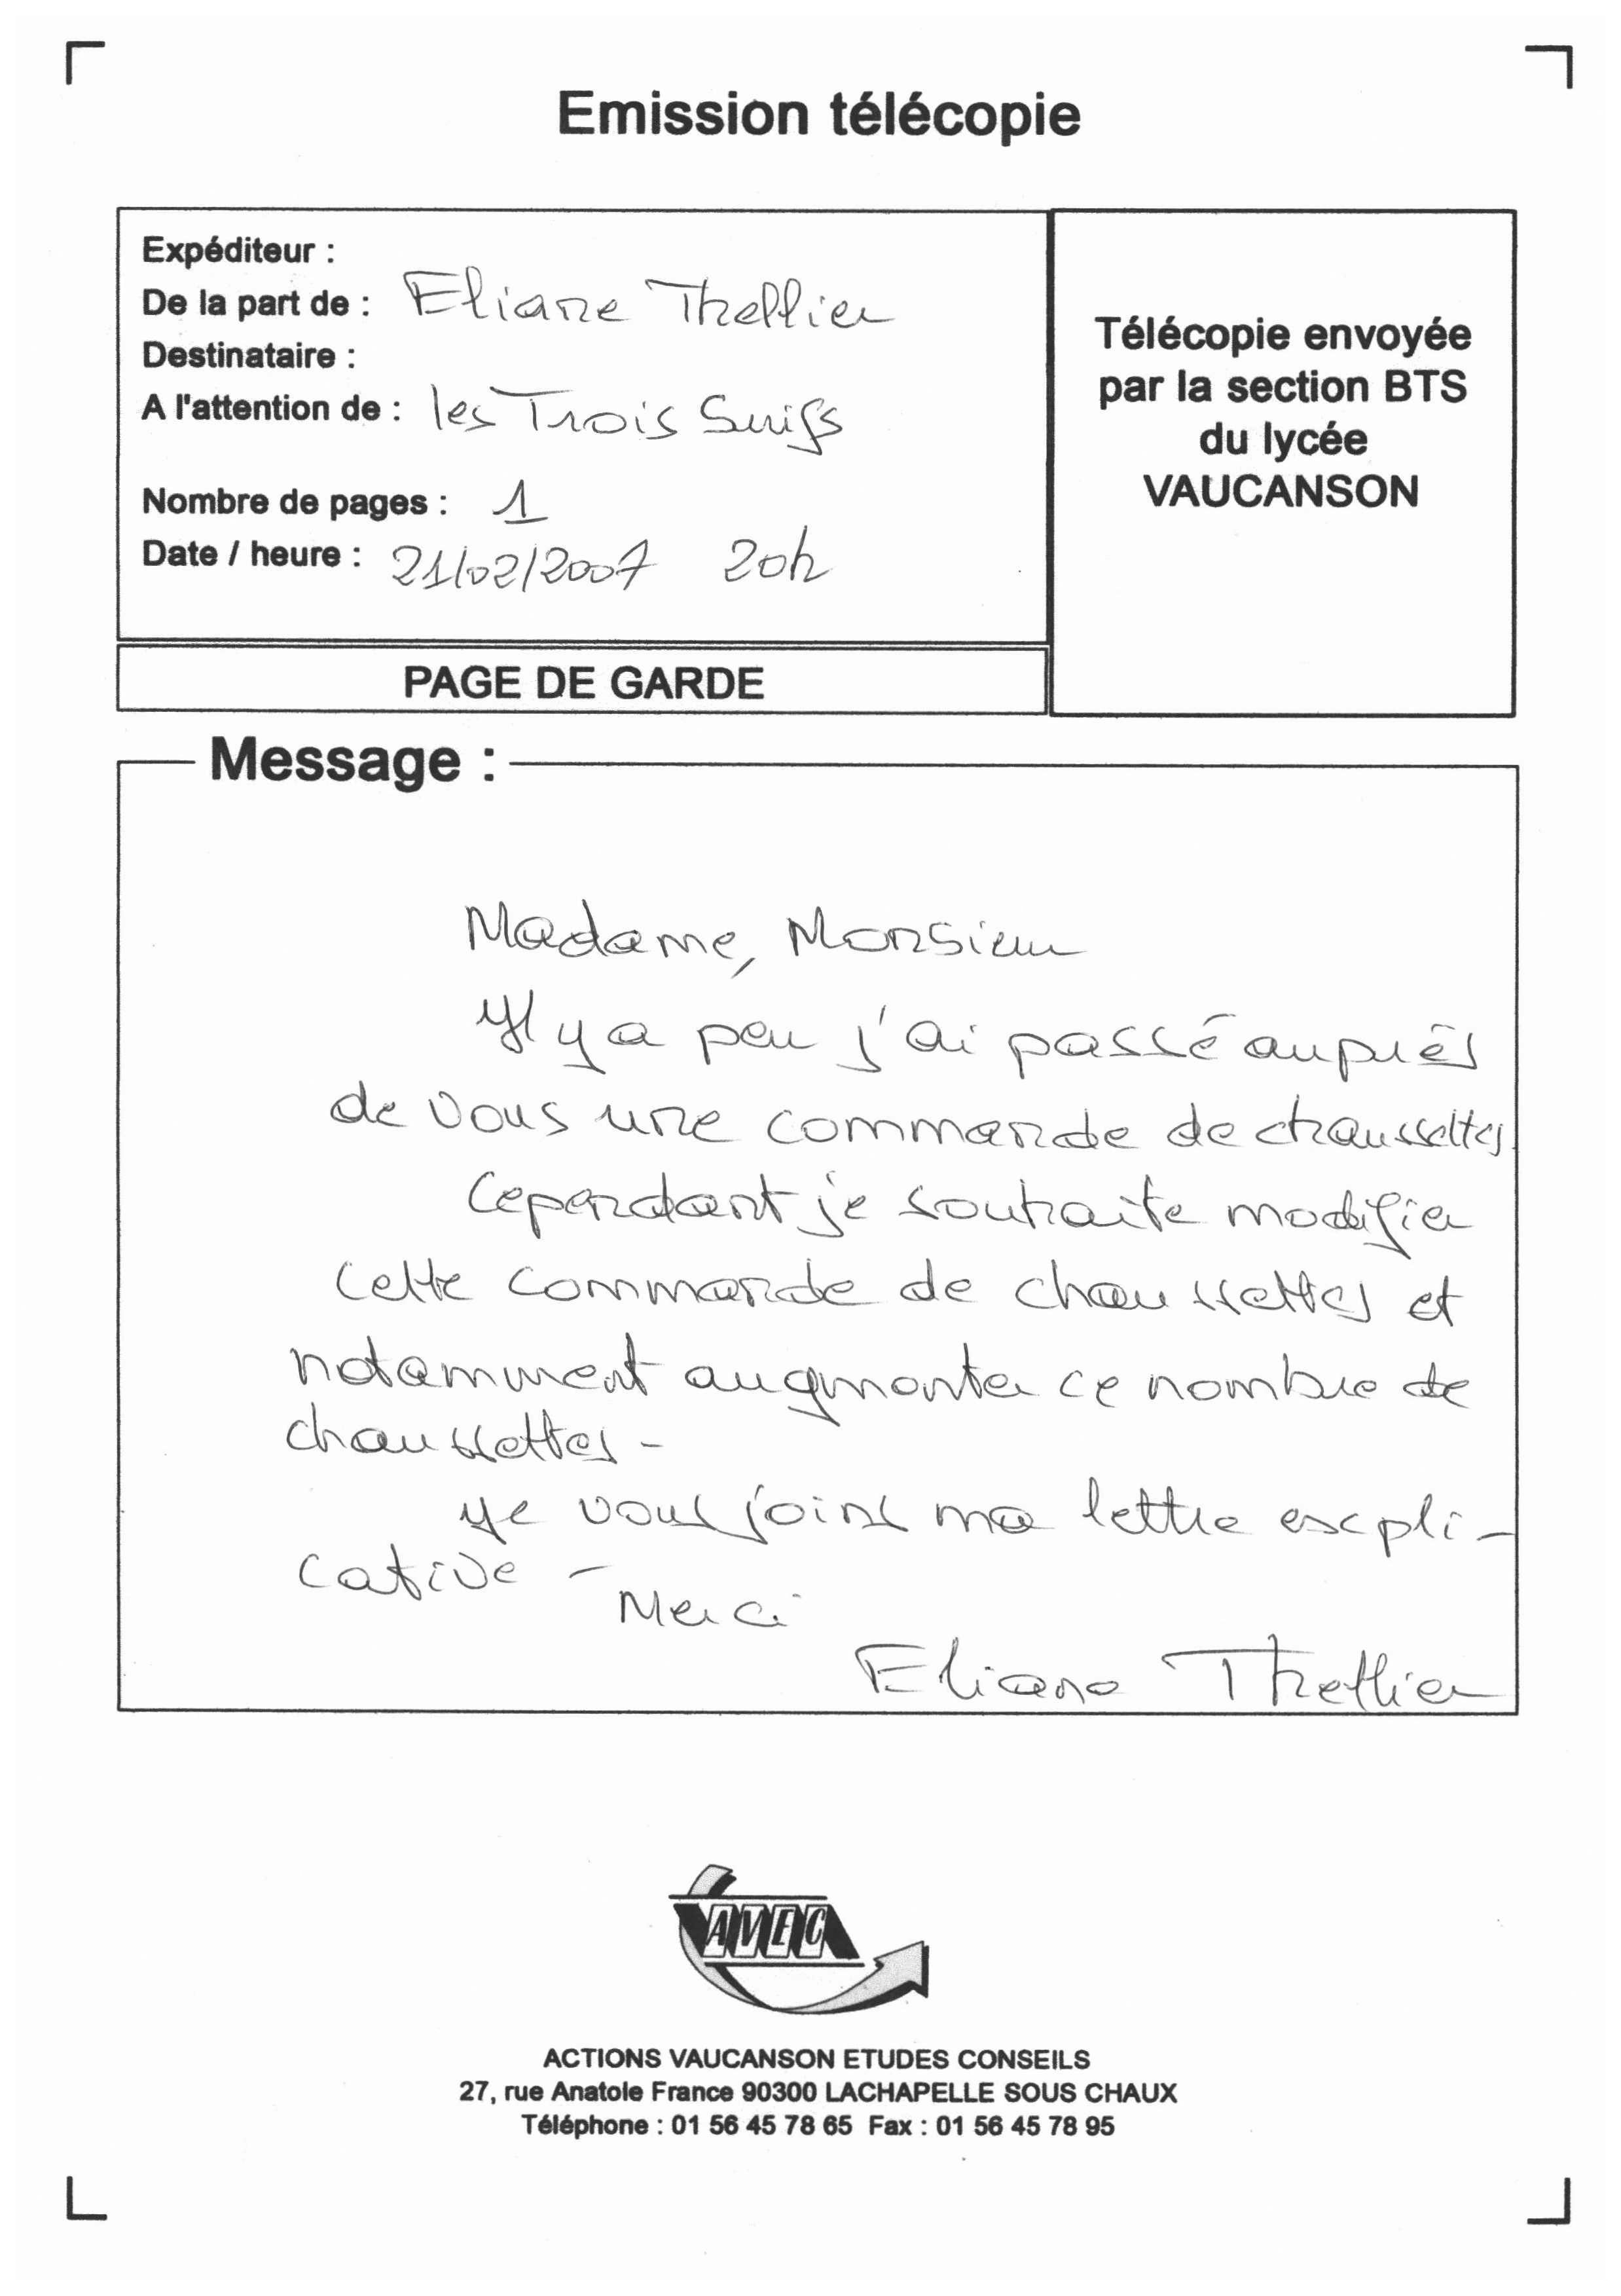 Emission télécopie
Expéditeur :
De la part de : Eliane Thellier
Destinataire :
A l'attention de : les Trois Suifs
Nombre de pages : 1
Date / heure : 21/02/2007 20h
Télécopie envoyée
par la section BTS
du lycée
VAUCANSON
PAGE DE GARDE
Message :
Madame, Monsieur
Il y a peu j'ai passé auprès
de vous une commande de chaussettes.
Cependant je souhaite modifier
cette commande de chaussettes et
notamment augmenter ce nombre de
chaussettes -
Je vous joins ma lettre expli-
cative -
Merci
Eliane Thellier
AVEC
ACTIONS VAUCANSON ETUDES CONSEILS
27, rue Anatole France 90300 LACHAPELLE SOUS CHAUX
Téléphone : 01 56 45 78 65 Fax : 01 56 45 78 95